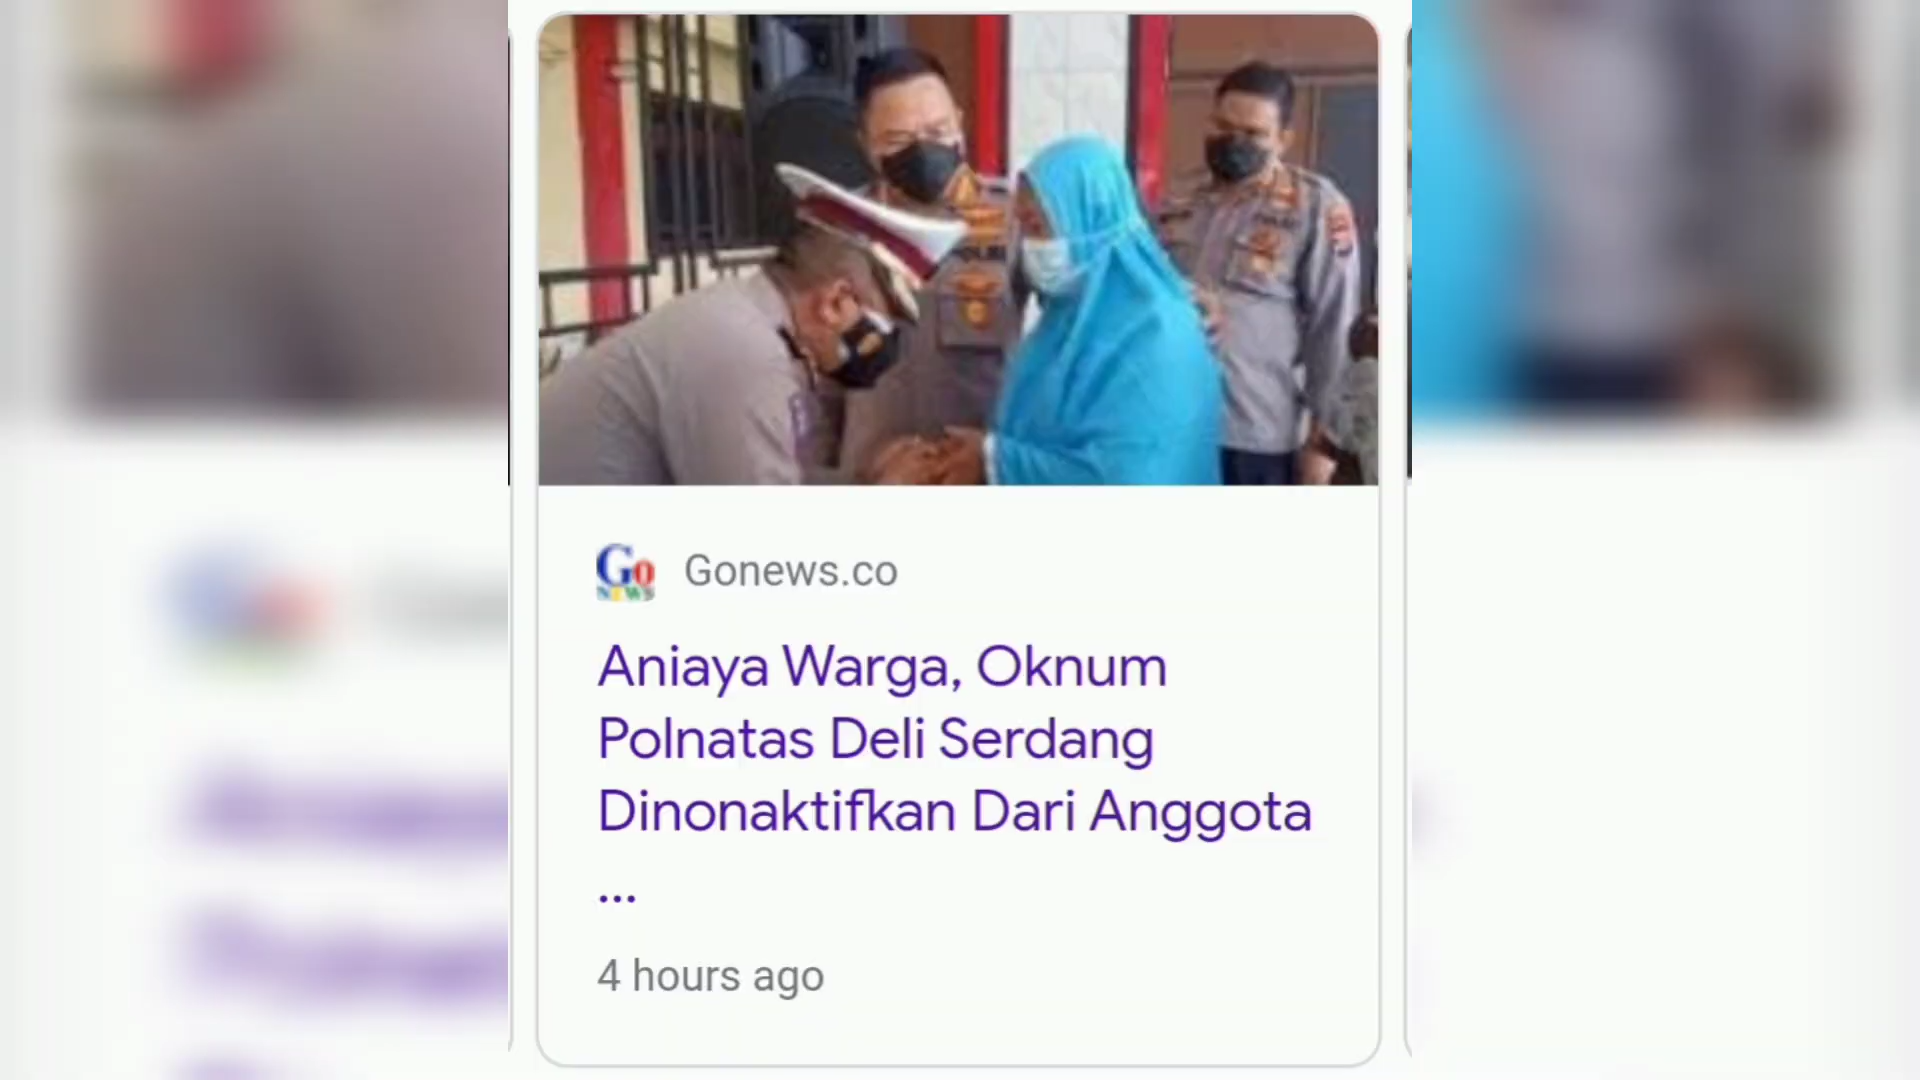 Go
NEWS
Gonews.co
Aniaya Warga, Oknum
Polnatas Deli Serdang
Dinonaktifkan Dari Anggota
...
4 hours ago